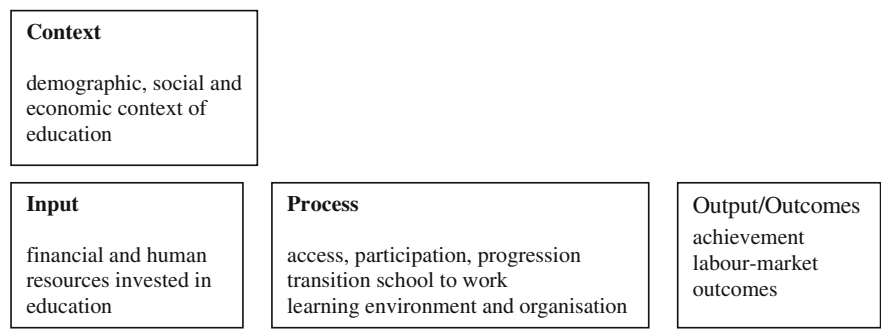 Context
demographic, social and
economic context of
education
Input
financial and human
resources invested in
education
Process
access, participation, progression
transition school to work
learning environment and organisation
Output/Outcomes
achievement
labour-market
outcomes